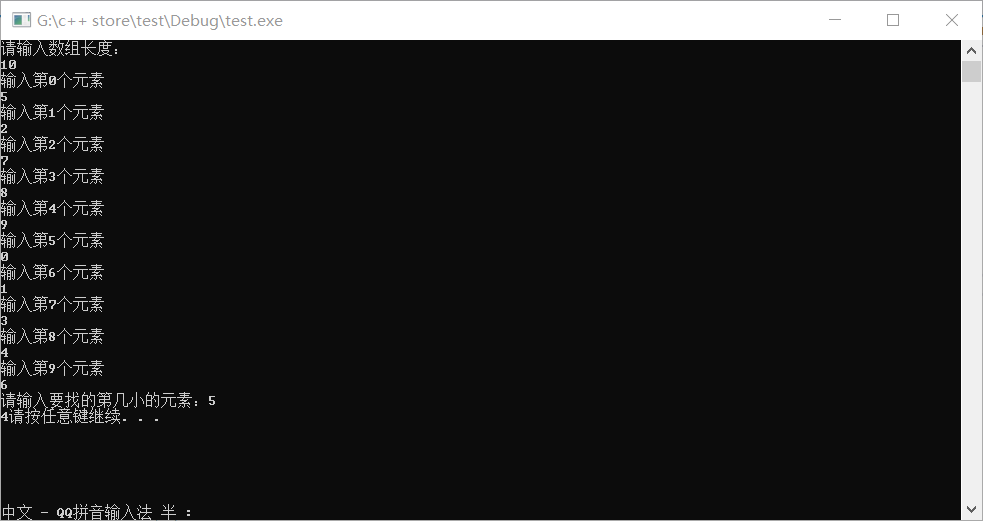 G:\c++ store\test\Debug\test.exe
请输入数组长度：
10
输入第0个元素
5
输入第1个元素
2
输入第2个元素
7
输入第3个元素
8
输入第4个元素
9
输入第5个元素
0
输入第6个元素
1
输入第7个元素
3
输入第8个元素
4
输入第9个元素
6
请输入要找的第几小的元素：5
4请按任意键继续. . .
中文 - QQ拼音输入法 半 :